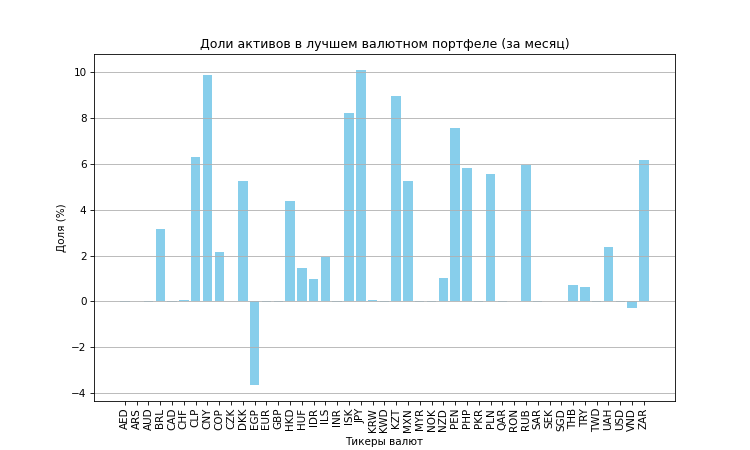 Доли активов в лучшем валютном портфеле (за месяц)
Доля (%)
10
8
6
4
2
0
−2
−4
AED ARS AUD BRL CAD CHF CLP CNY COP CZK DKK EGP EUR GBP HKD HUF IDR ILS INR ISK JPY KRW KWD KZT MXN MYR NOK NZD PEN PHP PKR PLN QAR RON RUB SAR SEK SGD THB TRY TWD UAH USD VND ZAR
Тикеры валют